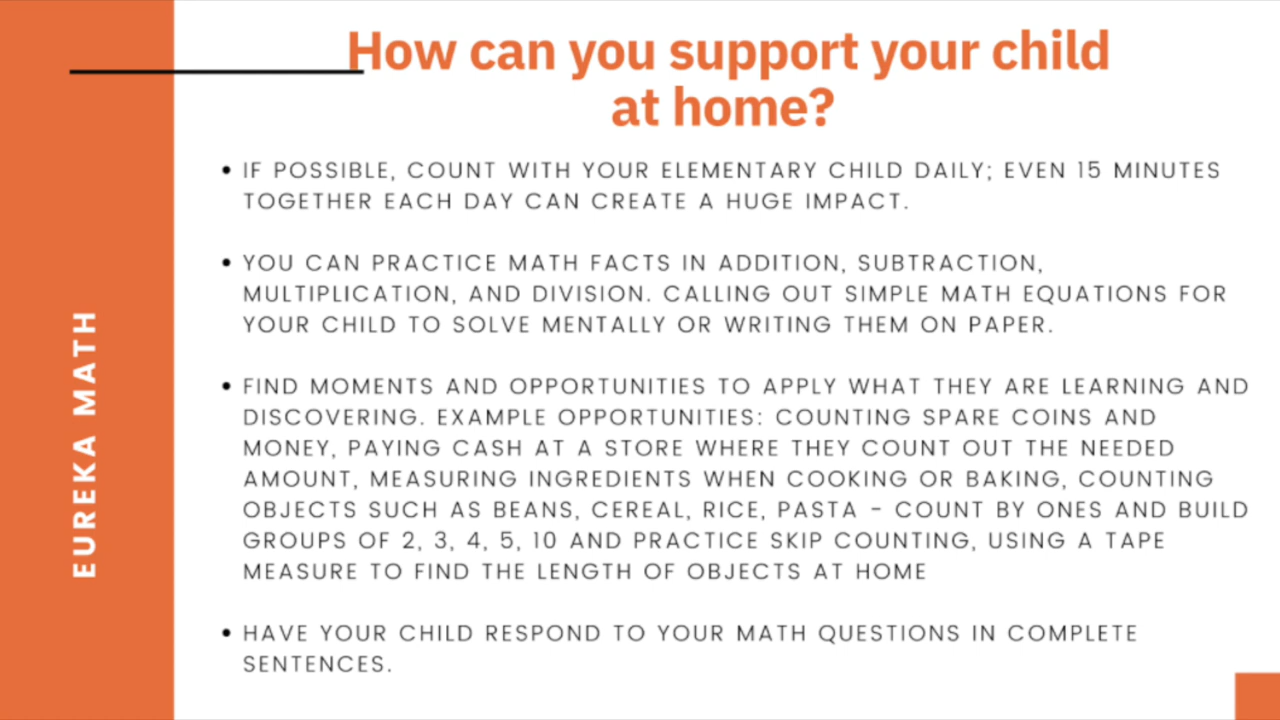 How can you support your child
at home?
• IF POSSIBLE, COUNT WITH YOUR ELEMENTARY CHILD DAILY; EVEN 15 MINUTES
TOGETHER EACH DAY CAN CREATE A HUGE IMPACT.
• YOU CAN PRACTICE MATH FACTS IN ADDITION, SUBTRACTION,
MULTIPLICATION, AND DIVISION. CALLING OUT SIMPLE MATH EQUATIONS FOR
YOUR CHILD TO SOLVE MENTALLY OR WRITING THEM ON PAPER.
• FIND MOMENTS AND OPPORTUNITIES TO APPLY WHAT THEY ARE LEARNING AND
DISCOVERING. EXAMPLE OPPORTUNITIES: COUNTING SPARE COINS AND
MONEY, PAYING CASH AT A STORE WHERE THEY COUNT OUT THE NEEDED
AMOUNT, MEASURING INGREDIENTS WHEN COOKING OR BAKING, COUNTING
OBJECTS SUCH AS BEANS, CEREAL, RICE, PASTA - COUNT BY ONES AND BUILD
GROUPS OF 2, 3, 4, 5, 10 AND PRACTICE SKIP COUNTING, USING A TAPE
MEASURE TO FIND THE LENGTH OF OBJECTS AT HOME
• HAVE YOUR CHILD RESPOND TO YOUR MATH QUESTIONS IN COMPLETE
SENTENCES.
EUREKA MATH